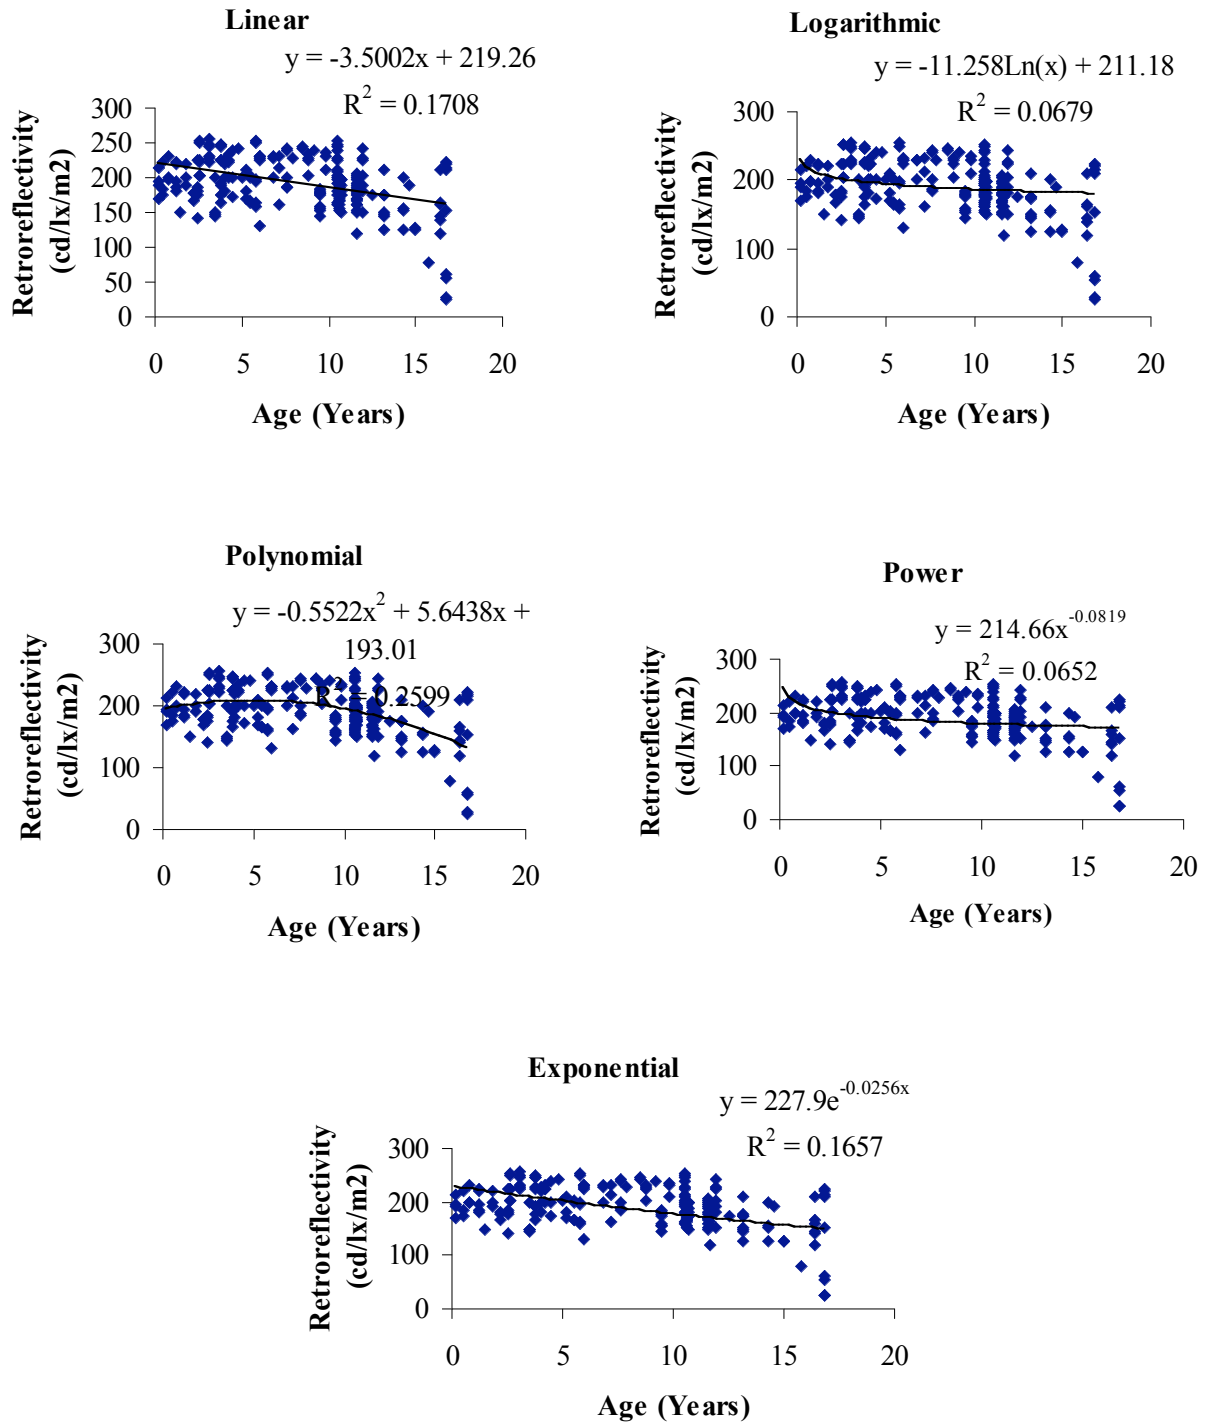 Linear
y = -3.5002x + 219.26
R² = 0.1708
Retroreflectivity
(cd/lx/m2)
300
250
200
150
100
50
0
0 5 10 15 20
Age (Years)
Logarithmic
y = -11.258Ln(x) + 211.18
R² = 0.0679
Retroreflectivity
(cd/lx/m2)
300
200
100
0
0 5 10 15 20
Age (Years)
Polynomial
y = -0.5522x² + 5.6438x +
193.01
R² = 0.2599
Retroreflectivity
(cd/lx/m2)
300
200
100
0
0 5 10 15 20
Age (Years)
Power
y = 214.66x^-0.0819
R² = 0.0652
Retroreflectivity
(cd/lx/m2)
300
200
100
0
0 5 10 15 20
Age (Years)
Exponential
y = 227.9e^-0.0256x
R² = 0.1657
Retroreflectivity
(cd/lx/m2)
300
200
100
0
0 5 10 15 20
Age (Years)